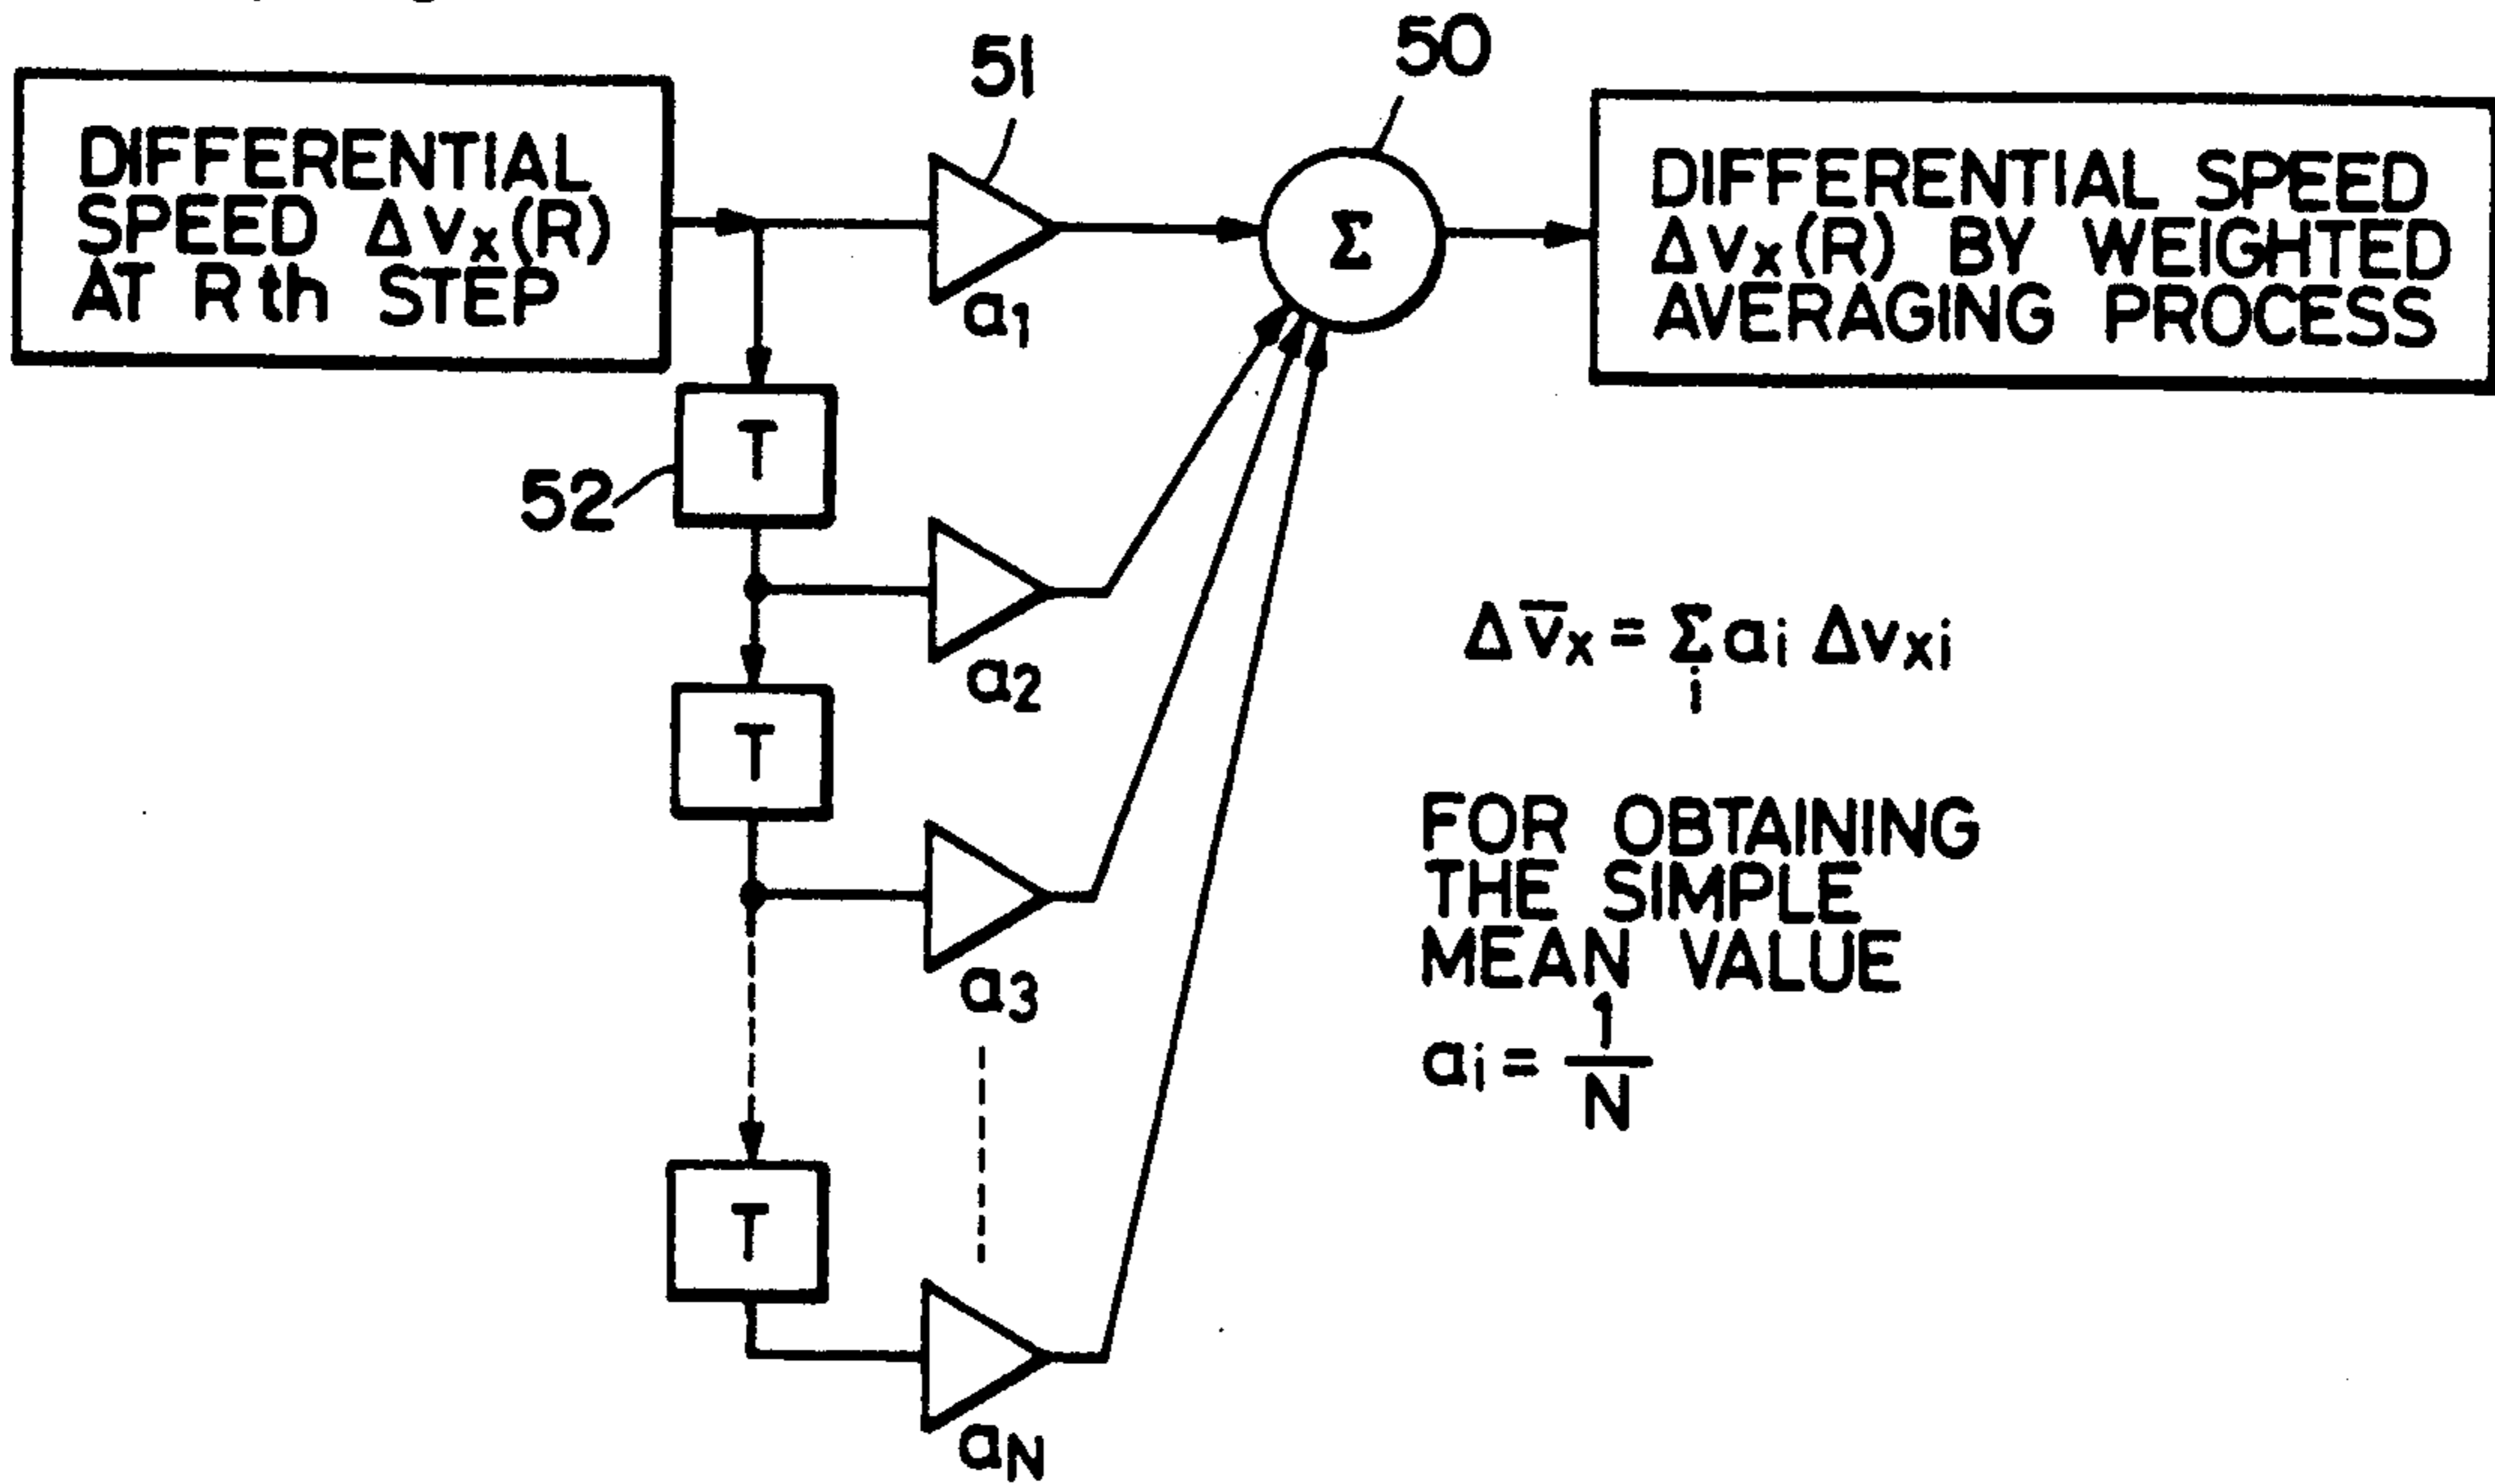 51
50
DIFFERENTIAL
SPEED ΔVx(R)
AT Rth STEP
a1
Σ
DIFFERENTIAL SPEED
ΔVx(R) BY WEIGHTED
AVERAGING PROCESS
T
52
a2
Δv̅x = Σi ai Δvxi
T
a3
FOR OBTAINING
THE SIMPLE
MEAN VALUE
ai = 1/N
T
aN